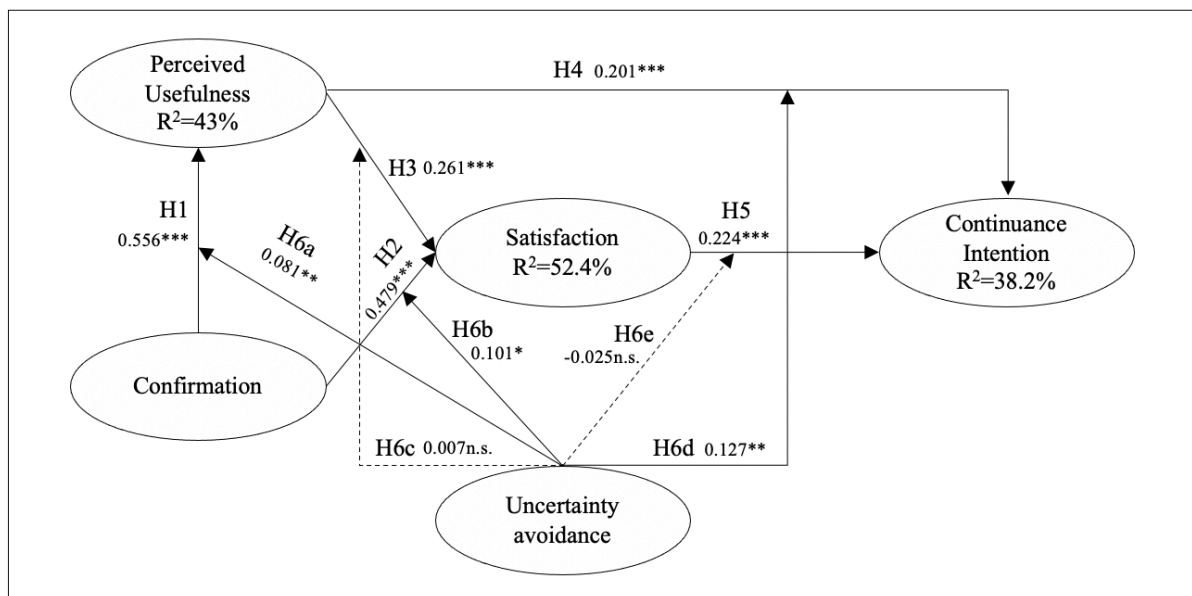 Perceived
Usefulness
R²=43%
H4 0.201***
H3 0.261***
H1
0.556***
H6a
0.081**
H2
0.479***
Satisfaction
R²=52.4%
H5
0.224***
Continuance
Intention
R²=38.2%
H6b
0.101*
H6e
-0.025n.s.
Confirmation
H6c 0.007n.s.
H6d 0.127**
Uncertainty
avoidance